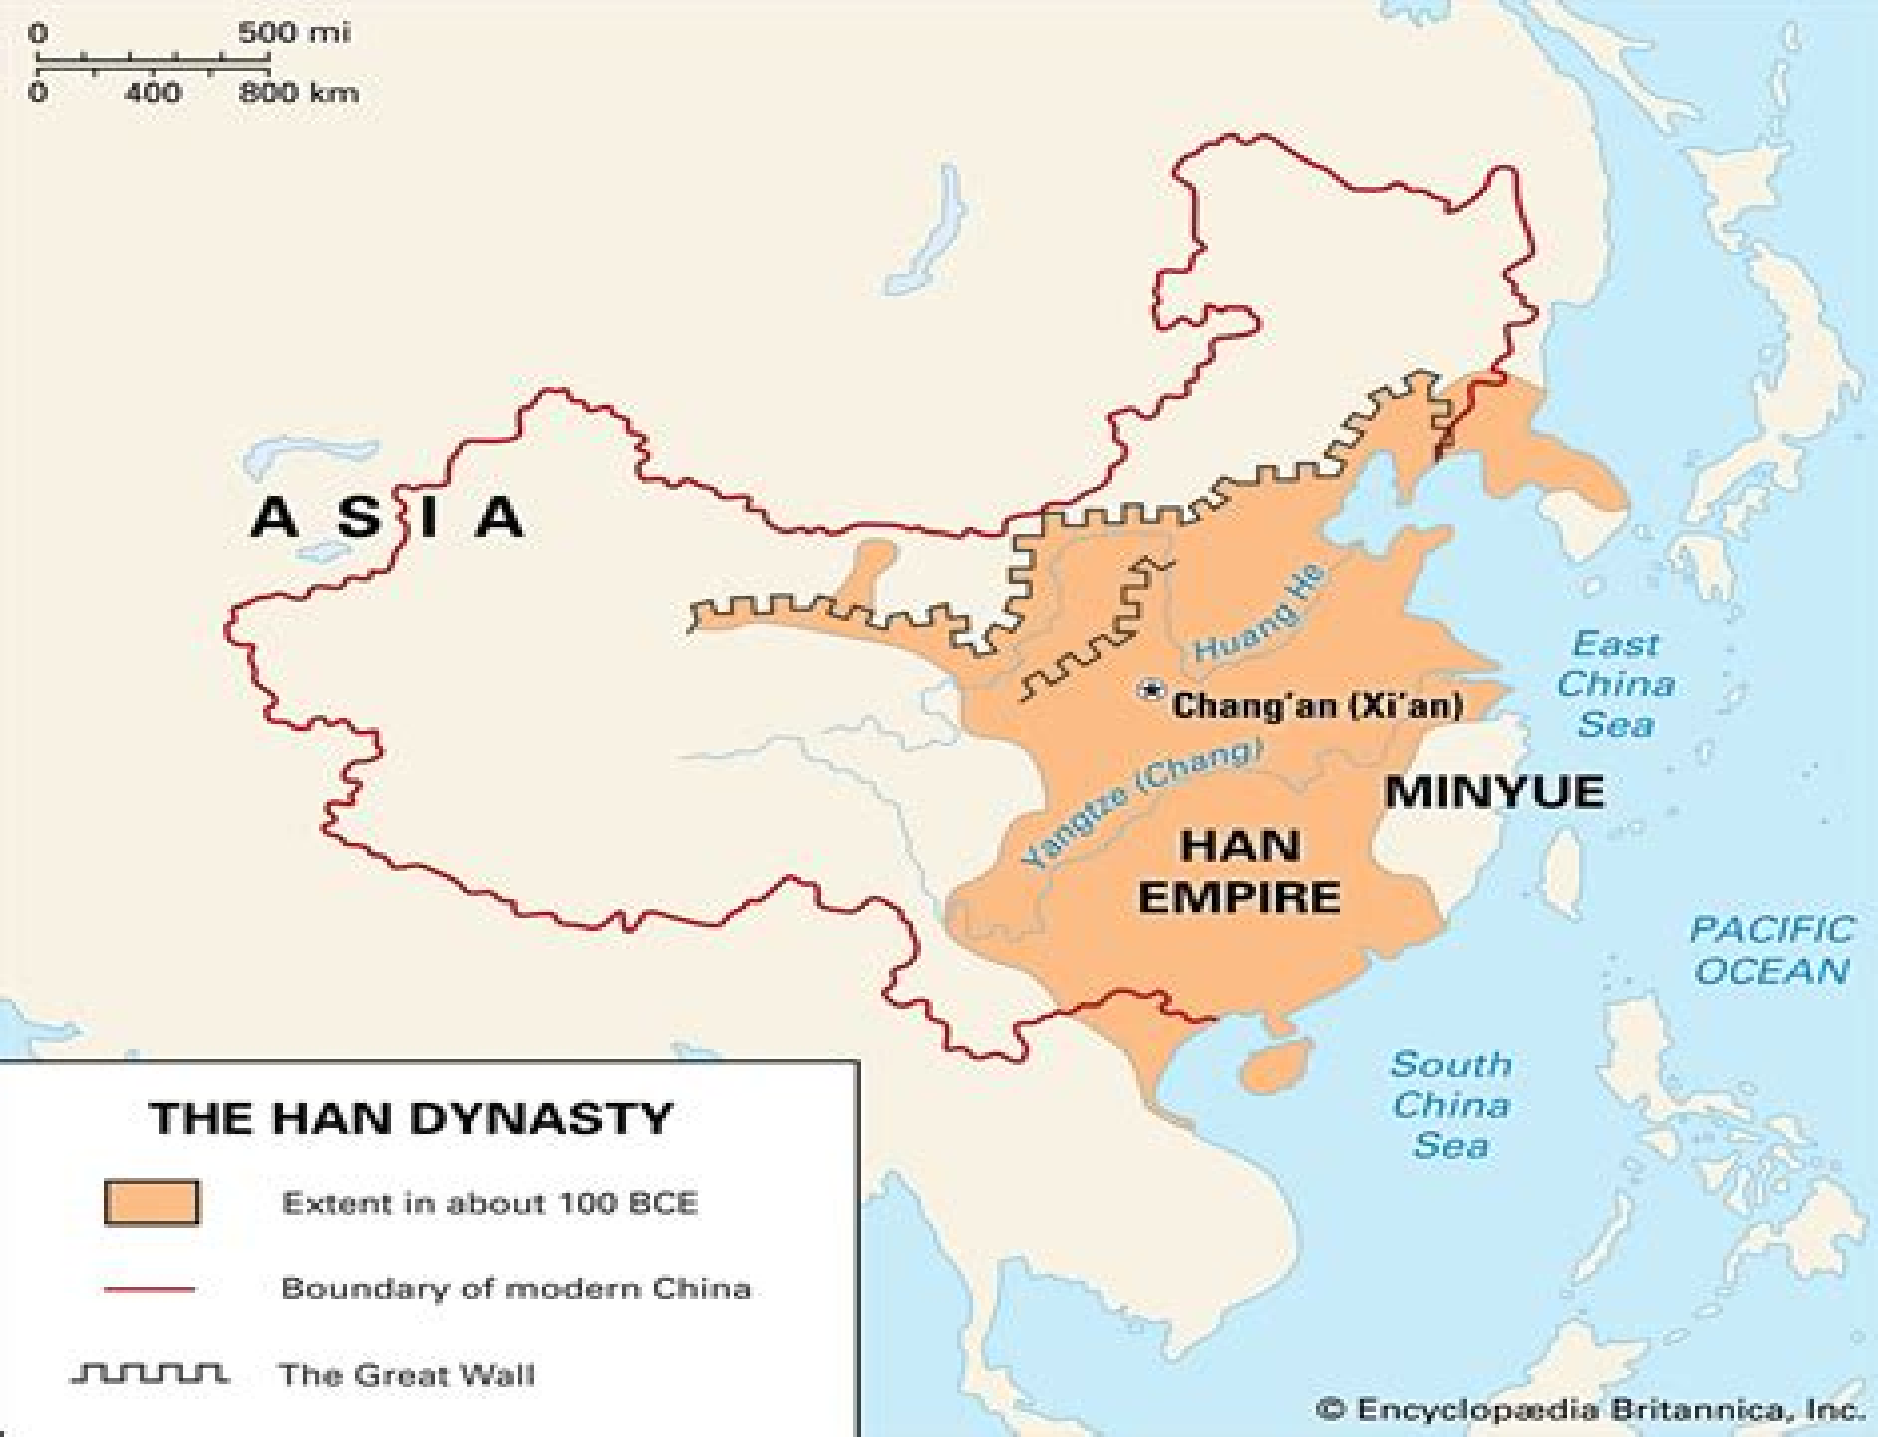 0 500 mi
0 400 800 km
ASIA
Huang He
East
China
Sea
Chang'an (Xi'an)
Yangtze (Chang)
MINYUE
HAN
EMPIRE
PACIFIC
OCEAN
South
China
Sea
THE HAN DYNASTY
Extent in about 100 BCE
Boundary of modern China
The Great Wall
© Encyclopædia Britannica, Inc.